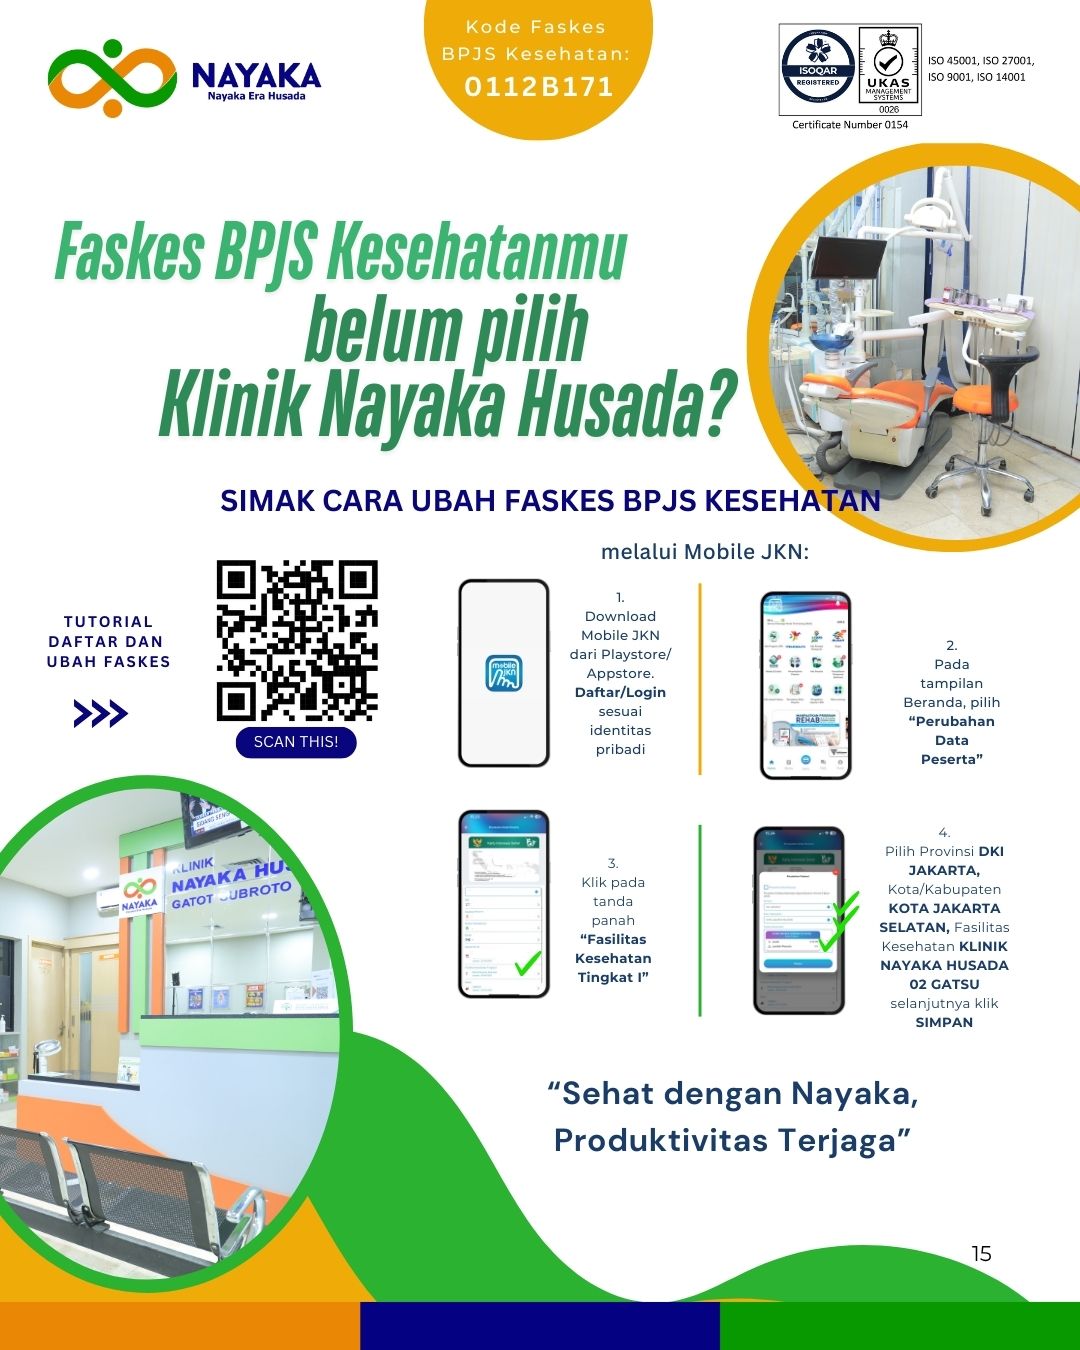 NAYAKA
Nayaka Era Husada
Kode Faskes
BPJS Kesehatan:
0112B171
ISOQAR
REGISTERED
UKAS
MANAGEMENT
SYSTEMS
0026
ISO 45001, ISO 27001,
ISO 9001, ISO 14001
Certificate Number 0154
Faskes BPJS Kesehatanmu
belum pilih
Klinik Nayaka Husada?
SIMAK CARA UBAH FASKES BPJS KESEHATAN
melalui Mobile JKN:
TUTORIAL
DAFTAR DAN
UBAH FASKES
SCAN THIS!
mobile
JKN
1.
Download
Mobile JKN
dari Playstore/
Appstore.
Daftar/Login
sesuai
identitas
pribadi
REHAB
2.
Pada
tampilan
Beranda, pilih
“Perubahan
Data
Peserta”
3.
Klik pada
tanda
panah
“Fasilitas
Kesehatan
Tingkat I”
4.
Pilih Provinsi DKI
JAKARTA,
Kota/Kabupaten
KOTA JAKARTA
SELATAN, Fasilitas
Kesehatan KLINIK
NAYAKA HUSADA
02 GATSU
selanjutnya klik
SIMPAN
KLINIK
NAYAKA HUS
GATOT SUBROTO
NAYAKA
“Sehat dengan Nayaka,
Produktivitas Terjaga”
15